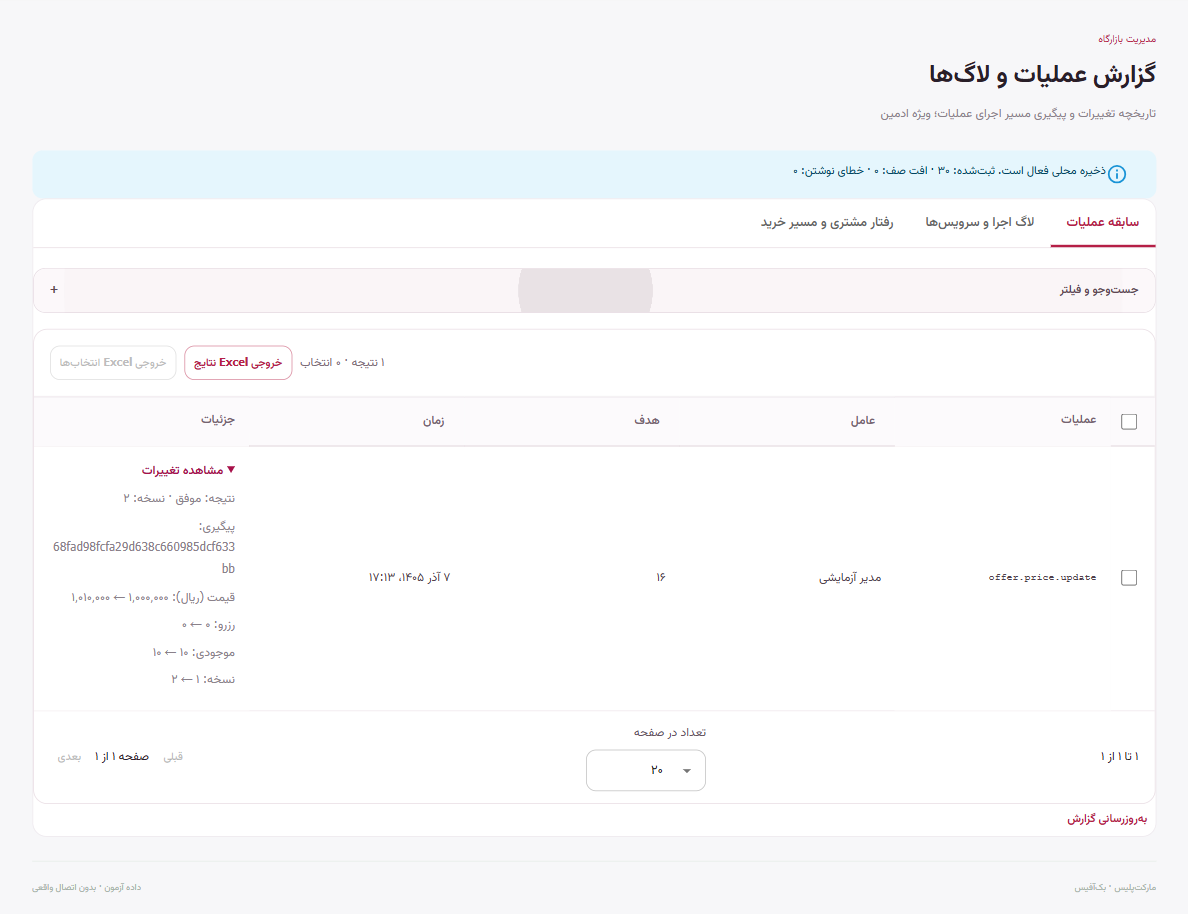 مدیریت بازارگاه
گزارش عملیات و لاگ‌ها
تاریخچه تغییرات و پیگیری مسیر اجرای عملیات؛ ویژه ادمین
ذخیره محلی فعال است. ثبت‌شده: ۳۰ · افت صف: ۰ · خطای نوشتن: ۰
سابقه عملیات
لاگ اجرا و سرویس‌ها
رفتار مشتری و مسیر خرید
جست‌وجو و فیلتر
+
۱ نتیجه · ۰ انتخاب
خروجی Excel نتایج
خروجی Excel انتخاب‌ها
عملیات
عامل
هدف
زمان
جزئیات
offer.price.update
مدیر آزمایشی
۱۶
۷ آذر ۱۴۰۵، ۱۷:۱۳
▼ مشاهده تغییرات
نتیجه: موفق · نسخه: ۲
پیگیری:
68fad98fcfa29d638c660985dcf633
bb
قیمت (ریال): ۱,۰۰۰,۰۰۰ ← ۱,۰۱۰,۰۰۰
رزرو: ۰ ← ۰
موجودی: ۱۰ ← ۱۰
نسخه: ۱ ← ۲
۱ تا ۱ از ۱
تعداد در صفحه
۲۰
قبلی
صفحه ۱ از ۱
بعدی
به‌روزرسانی گزارش
مارکت‌پلیس · بک‌آفیس
داده آزمون · بدون اتصال واقعی